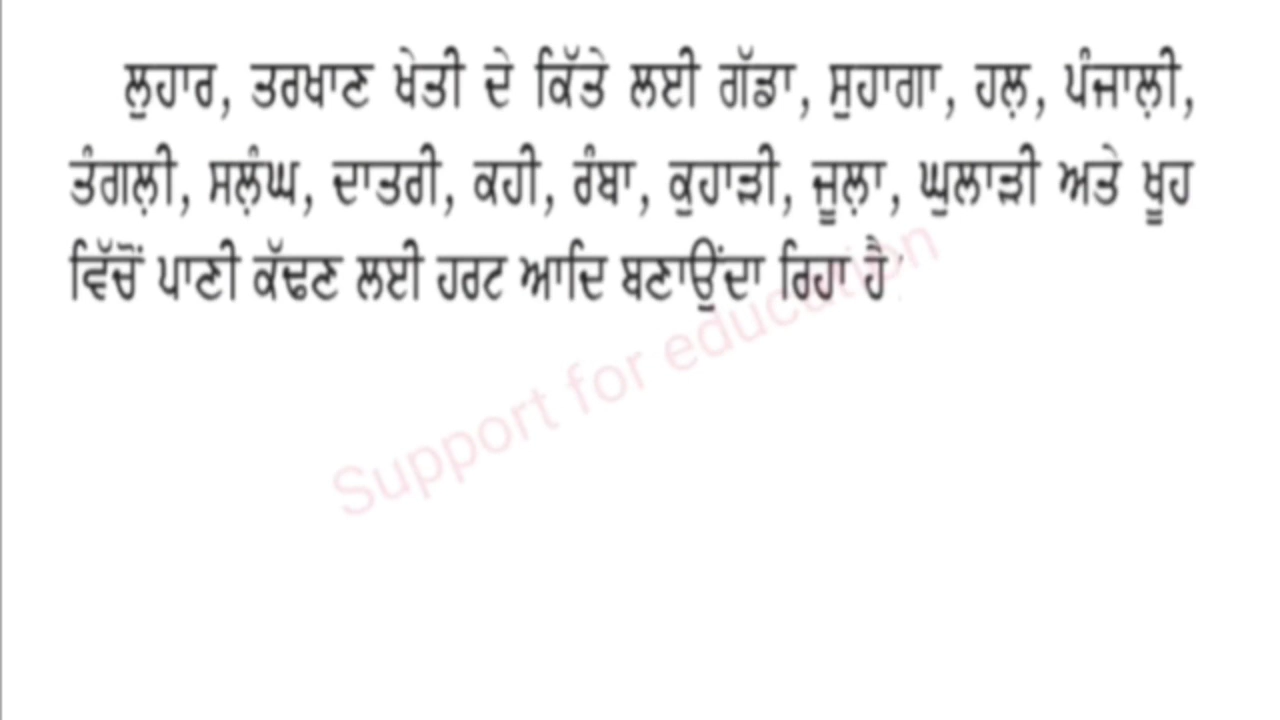 ਲੁਹਾਰ, ਤਰਖਾਣ ਖੇਤੀ ਦੇ ਕਿੱਤੇ ਲਈ ਗੱਡਾ, ਸੁਹਾਗਾ, ਹਲ਼, ਪੰਜਾਲ਼ੀ,
ਤੰਗਲ਼ੀ, ਸਲ਼ੰਘ, ਦਾਤਰੀ, ਕਹੀ, ਰੰਬਾ, ਕੁਹਾੜੀ, ਜੂਲ਼ਾ, ਘੁਲਾੜੀ ਅਤੇ ਖੂਹ
ਵਿੱਚੋਂ ਪਾਣੀ ਕੱਢਣ ਲਈ ਹਰਟ ਆਦਿ ਬਣਾਉਂਦਾ ਰਿਹਾ ਹੈ
Support for education